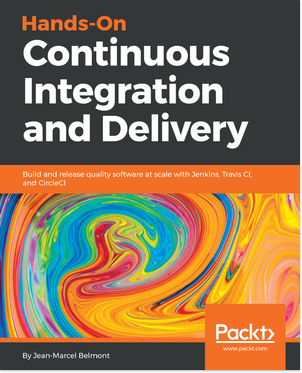 Hands-On
Continuous
Integration
and Delivery
Build and release quality software at scale with Jenkins, Travis CI,
and CircleCI
Packt>
www.packt.com
By Jean-Marcel Belmont